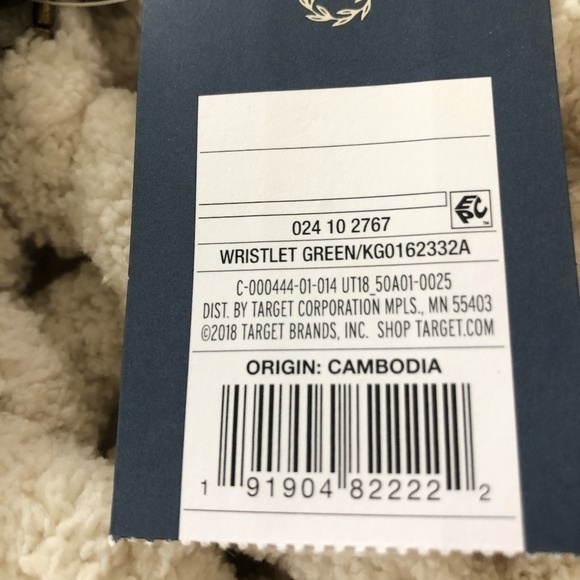 EPC™
024 10 2767
WRISTLET GREEN/KG0162332A
C-000444-01-014 UT18_50A01-0025
DIST. BY TARGET CORPORATION MPLS., MN 55403
©2018 TARGET BRANDS, INC. SHOP TARGET.COM
ORIGIN: CAMBODIA
1 91904 82222 2